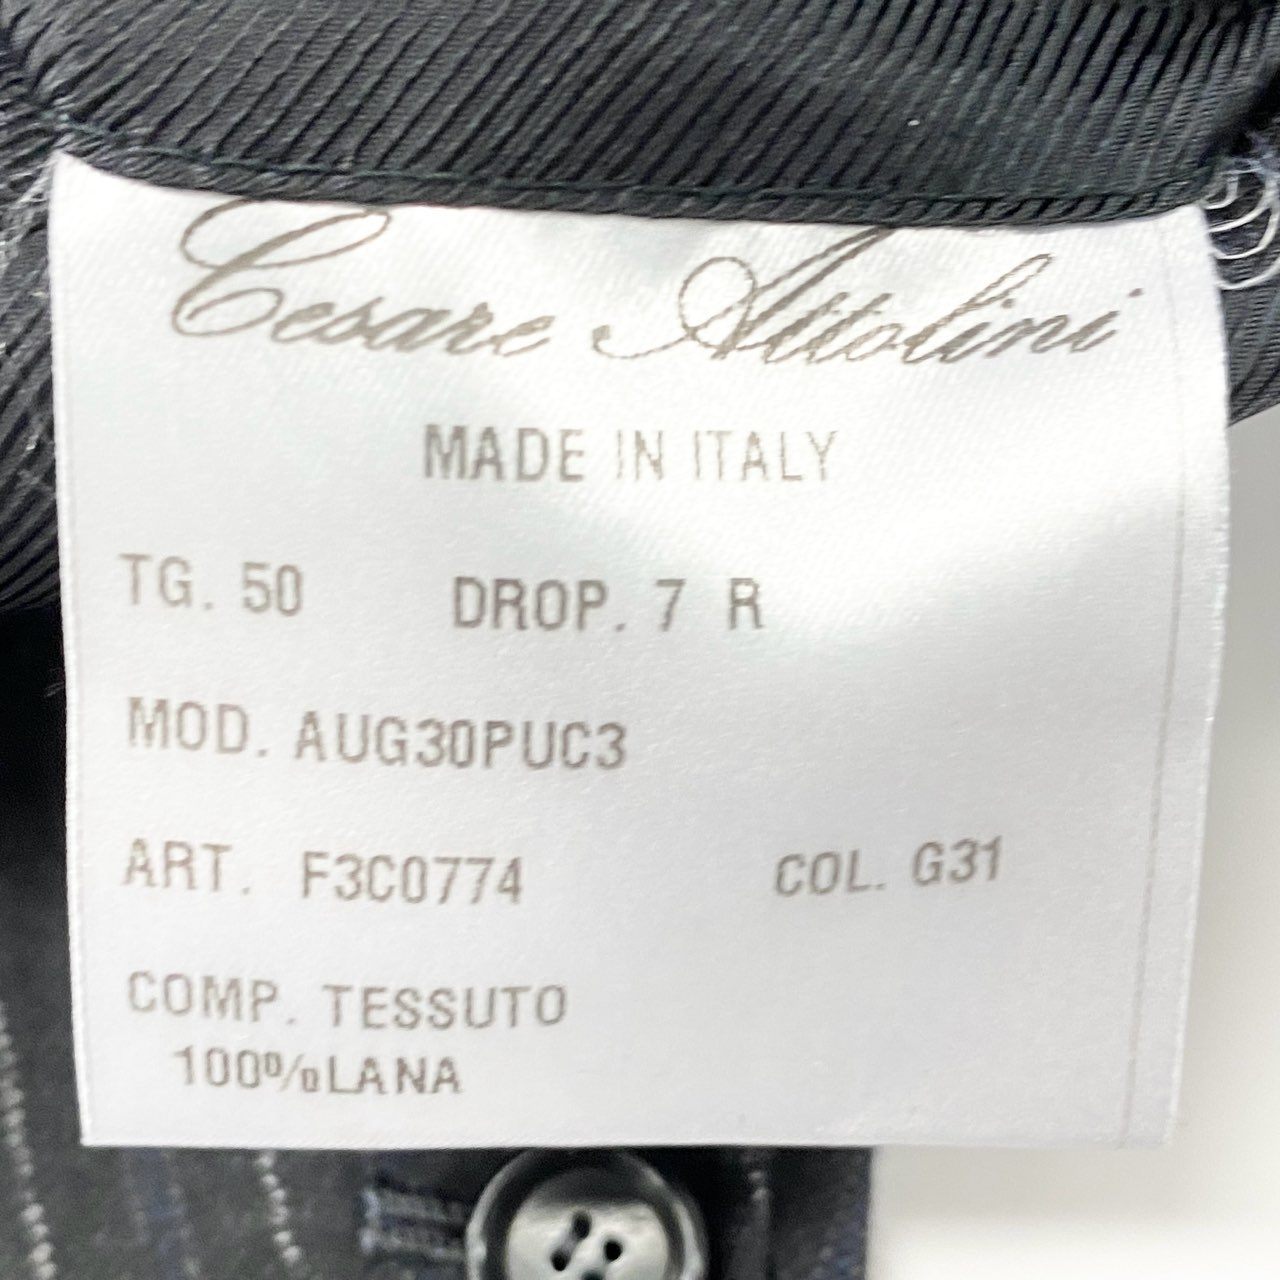 Cesare Attolini
MADE IN ITALY
TG. 50 DROP. 7 R
MOD. AUG30PUC3
ART. F3C0774 COL. G31
COMP. TESSUTO
100%LANA